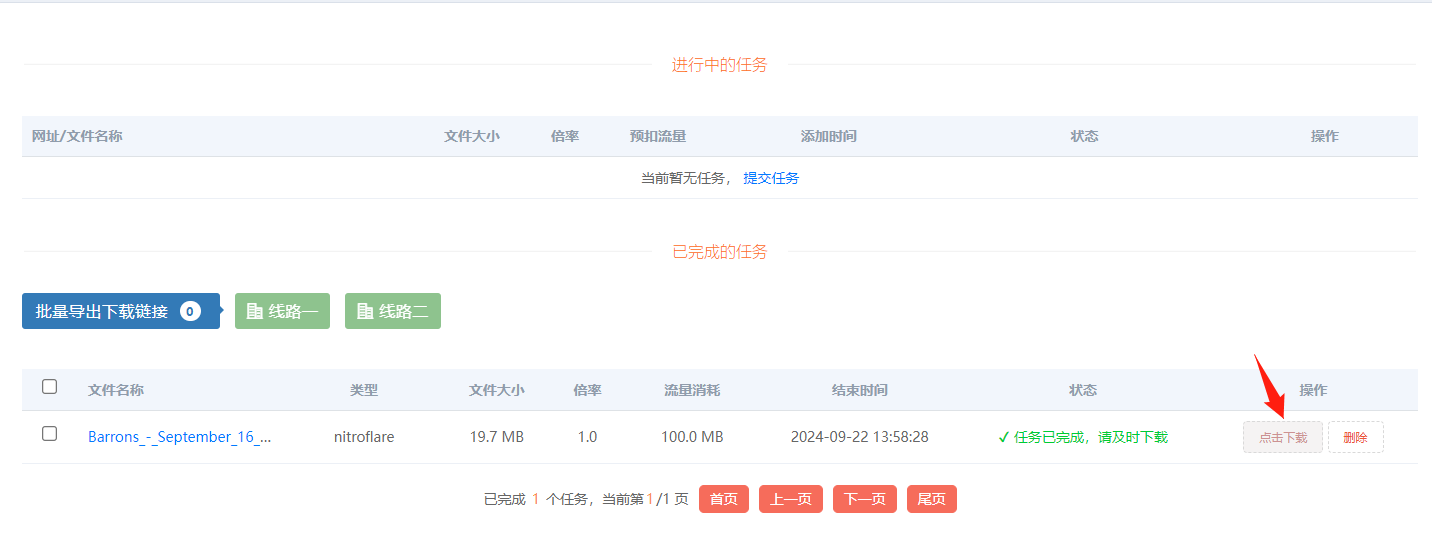 进行中的任务
网址/文件名称 文件大小 倍率 预扣流量 添加时间 状态 操作
当前暂无任务， 提交任务
已完成的任务
批量导出下载链接 0 线路一 线路二
文件名称 类型 文件大小 倍率 流量消耗 结束时间 状态 操作
Barrons_-_September_16_... nitroflare 19.7 MB 1.0 100.0 MB 2024-09-22 13:58:28 ✓ 任务已完成，请及时下载 点击下载 删除
已完成 1 个任务，当前第1/1 页 首页 上一页 下一页 尾页